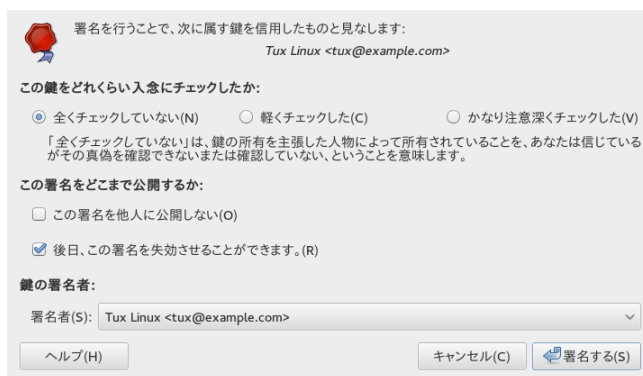 署名を行うことで、次に属す鍵を信用したものと見なします:
Tux Linux <tux@example.com>
この鍵をどれくらい入念にチェックしたか:
全くチェックしていない(N) 軽くチェックした(C) かなり注意深くチェックした(V)
「全くチェックしていない」は、鍵の所有を主張した人物によって所有されていることを、あなたは信じている
がその真偽を確認できないまたは確認していない、ということを意味します。
この署名をどこまで公開するか:
この署名を他人に公開しない(O)
後日、この署名を失効させることができます。(R)
鍵の署名者:
署名者(S): Tux Linux <tux@example.com>
ヘルプ(H) キャンセル(C) 署名する(S)